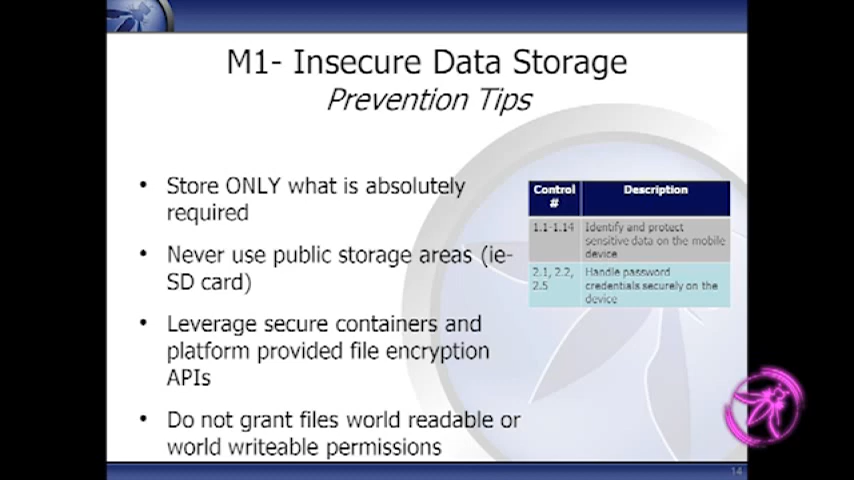 M1- Insecure Data Storage
Prevention Tips
• Store ONLY what is absolutely
required
• Never use public storage areas (ie-
SD card)
• Leverage secure containers and
platform provided file encryption
APIs
• Do not grant files world readable or
world writeable permissions
Control
#
Description
1.1-1.14
Identify and protect
sensitive data on the mobile
device
2.1, 2.2,
2.5
Handle password
credentials securely on the
device
14